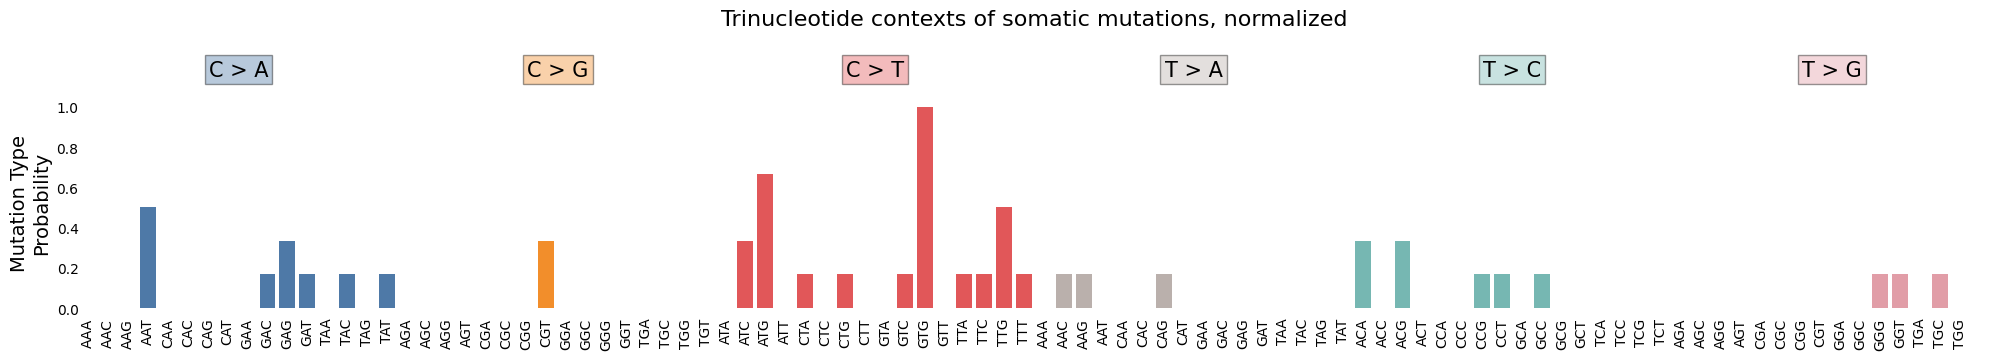 Trinucleotide contexts of somatic mutations, normalized
C > A
C > G
C > T
T > A
T > C
T > G
Mutation Type
Probability
1.0
0.8
0.6
0.4
0.2
0.0
AAA
AAC
AAG
AAT
CAA
CAC
CAG
CAT
GAA
GAC
GAG
GAT
TAA
TAC
TAG
TAT
AGA
AGC
AGG
AGT
CGA
CGC
CGG
CGT
GGA
GGC
GGG
GGT
TGA
TGC
TGG
TGT
ATA
ATC
ATG
ATT
CTA
CTC
CTG
CTT
GTA
GTC
GTG
GTT
TTA
TTC
TTG
TTT
AAA
AAC
AAG
AAT
CAA
CAC
CAG
CAT
GAA
GAC
GAG
GAT
TAA
TAC
TAG
TAT
ACA
ACC
ACG
ACT
CCA
CCC
CCG
CCT
GCA
GCC
GCG
GCT
TCA
TCC
TCG
TCT
AGA
AGC
AGG
AGT
CGA
CGC
CGG
CGT
GGA
GGC
GGG
GGT
TGA
TGC
TGG